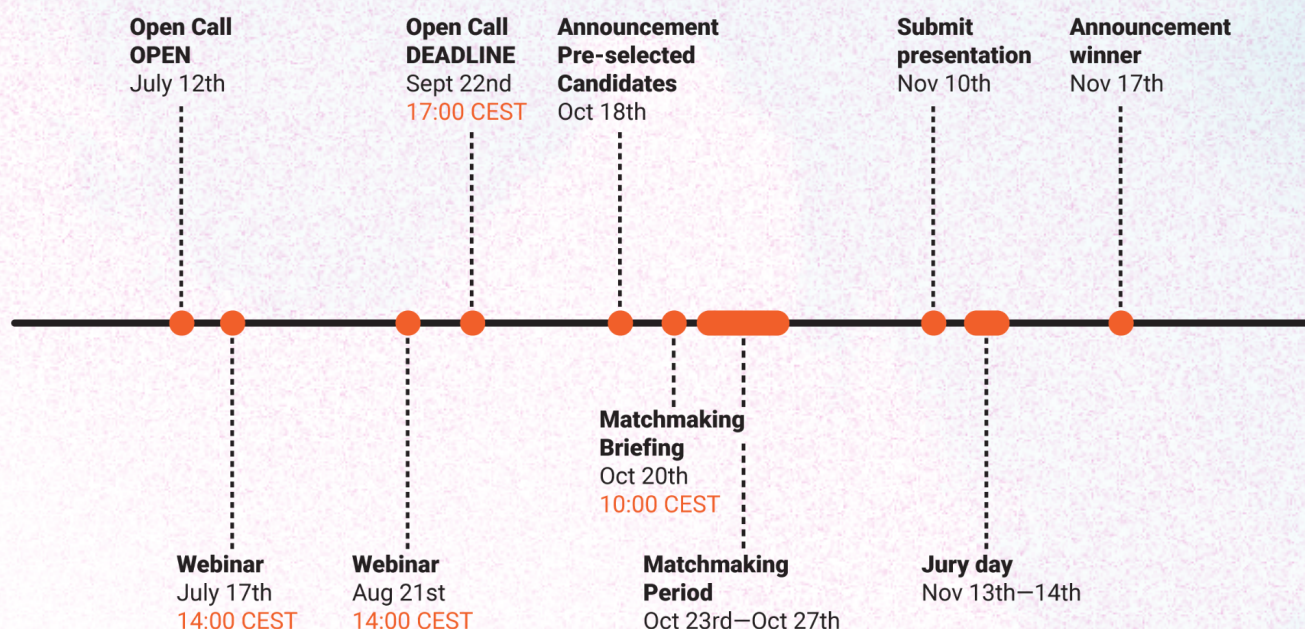 Open Call
OPEN
July 12th
Open Call
DEADLINE
Sept 22nd
17:00 CEST
Announcement
Pre-selected
Candidates
Oct 18th
Submit
presentation
Nov 10th
Announcement
winner
Nov 17th
Matchmaking
Briefing
Oct 20th
10:00 CEST
Webinar
July 17th
14:00 CEST
Webinar
Aug 21st
14:00 CEST
Matchmaking
Period
Oct 23rd—Oct 27th
Jury day
Nov 13th—14th